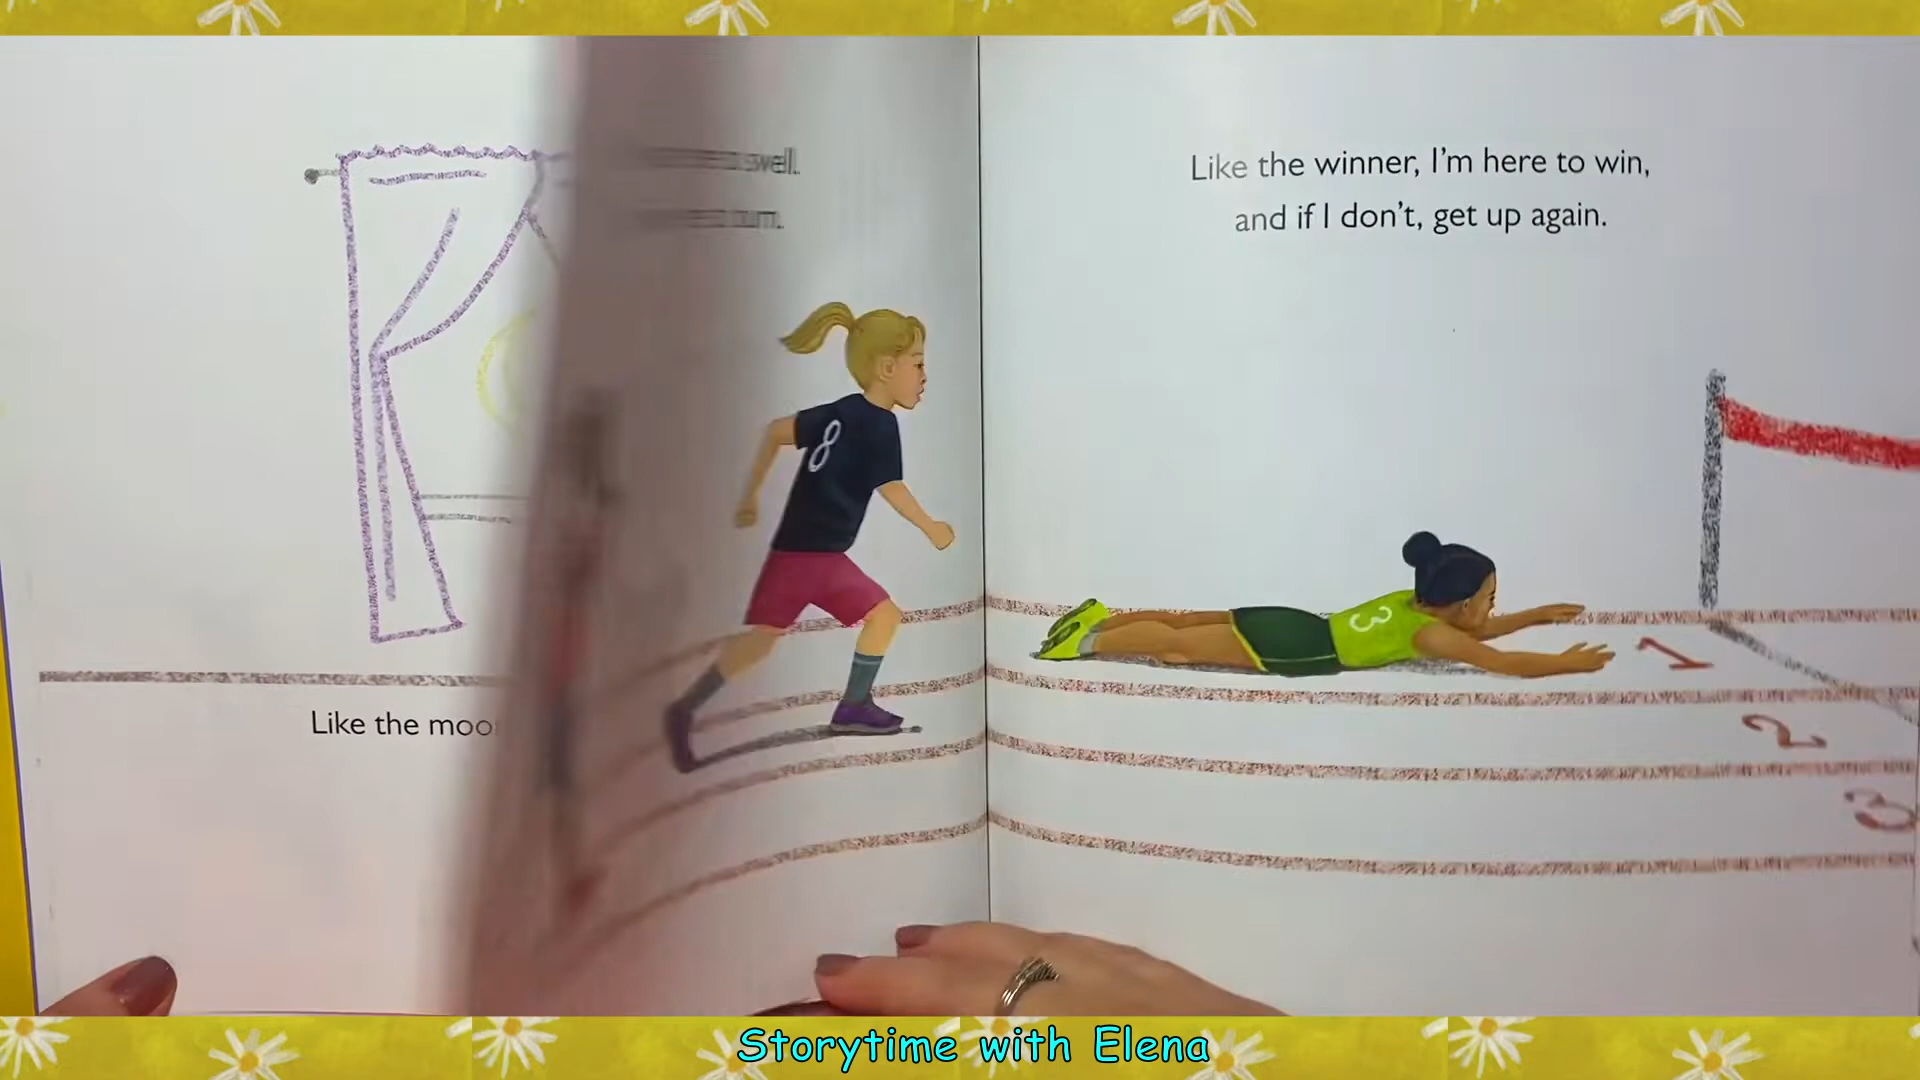 swell.
Like the moo
8
Like the winner, I'm here to win,
and if I don't, get up again.
3
1
2
3
Storytime with Elena